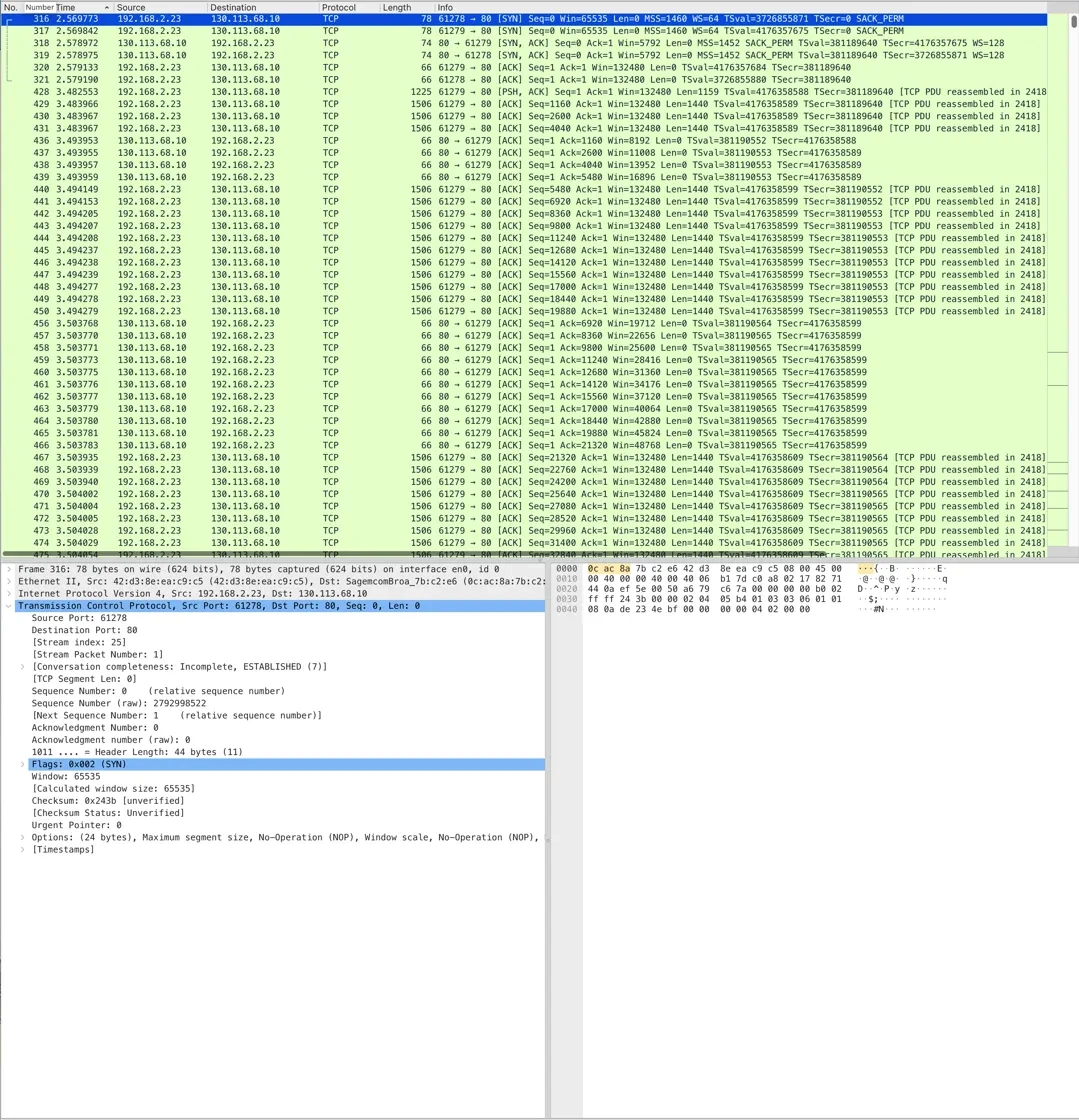 No. Number Time Source Destination Protocol Length Info
316 2.569773 192.168.2.23 130.113.68.10 TCP 78 61278 → 80 [SYN] Seq=0 Win=65535 Len=0 MSS=1460 WS=64 TSval=3726855871 TSecr=0 SACK_PERM
317 2.569842 192.168.2.23 130.113.68.10 TCP 78 61279 → 80 [SYN] Seq=0 Win=65535 Len=0 MSS=1460 WS=64 TSval=4176357675 TSecr=0 SACK_PERM
318 2.578972 130.113.68.10 192.168.2.23 TCP 74 80 → 61279 [SYN, ACK] Seq=0 Ack=1 Win=5792 Len=0 MSS=1452 SACK_PERM TSval=381189640 TSecr=4176357675 WS=128
319 2.578975 130.113.68.10 192.168.2.23 TCP 74 80 → 61278 [SYN, ACK] Seq=0 Ack=1 Win=5792 Len=0 MSS=1452 SACK_PERM TSval=381189640 TSecr=3726855871 WS=128
320 2.579133 192.168.2.23 130.113.68.10 TCP 66 61279 → 80 [ACK] Seq=1 Ack=1 Win=132480 Len=0 TSval=4176357684 TSecr=381189640
321 2.579190 192.168.2.23 130.113.68.10 TCP 66 61278 → 80 [ACK] Seq=1 Ack=1 Win=132480 Len=0 TSval=3726855880 TSecr=381189640
428 3.482553 192.168.2.23 130.113.68.10 TCP 1225 61279 → 80 [PSH, ACK] Seq=1 Ack=1 Win=132480 Len=1159 TSval=4176358588 TSecr=381189640 [TCP PDU reassembled in 2418
429 3.483966 192.168.2.23 130.113.68.10 TCP 1506 61279 → 80 [ACK] Seq=1160 Ack=1 Win=132480 Len=1440 TSval=4176358589 TSecr=381189640 [TCP PDU reassembled in 2418]
430 3.483967 192.168.2.23 130.113.68.10 TCP 1506 61279 → 80 [ACK] Seq=2600 Ack=1 Win=132480 Len=1440 TSval=4176358589 TSecr=381189640 [TCP PDU reassembled in 2418]
431 3.483967 192.168.2.23 130.113.68.10 TCP 1506 61279 → 80 [ACK] Seq=4040 Ack=1 Win=132480 Len=1440 TSval=4176358589 TSecr=381189640 [TCP PDU reassembled in 2418]
436 3.493953 130.113.68.10 192.168.2.23 TCP 66 80 → 61279 [ACK] Seq=1 Ack=1160 Win=8192 Len=0 TSval=381190552 TSecr=4176358588
437 3.493955 130.113.68.10 192.168.2.23 TCP 66 80 → 61279 [ACK] Seq=1 Ack=2600 Win=11008 Len=0 TSval=381190553 TSecr=4176358589
438 3.493957 130.113.68.10 192.168.2.23 TCP 66 80 → 61279 [ACK] Seq=1 Ack=4040 Win=13952 Len=0 TSval=381190553 TSecr=4176358589
439 3.493959 130.113.68.10 192.168.2.23 TCP 66 80 → 61279 [ACK] Seq=1 Ack=5480 Win=16896 Len=0 TSval=381190553 TSecr=4176358589
440 3.494149 192.168.2.23 130.113.68.10 TCP 1506 61279 → 80 [ACK] Seq=5480 Ack=1 Win=132480 Len=1440 TSval=4176358599 TSecr=381190552 [TCP PDU reassembled in 2418]
441 3.494153 192.168.2.23 130.113.68.10 TCP 1506 61279 → 80 [ACK] Seq=6920 Ack=1 Win=132480 Len=1440 TSval=4176358599 TSecr=381190552 [TCP PDU reassembled in 2418]
442 3.494205 192.168.2.23 130.113.68.10 TCP 1506 61279 → 80 [ACK] Seq=8360 Ack=1 Win=132480 Len=1440 TSval=4176358599 TSecr=381190553 [TCP PDU reassembled in 2418]
443 3.494207 192.168.2.23 130.113.68.10 TCP 1506 61279 → 80 [ACK] Seq=9800 Ack=1 Win=132480 Len=1440 TSval=4176358599 TSecr=381190553 [TCP PDU reassembled in 2418]
444 3.494208 192.168.2.23 130.113.68.10 TCP 1506 61279 → 80 [ACK] Seq=11240 Ack=1 Win=132480 Len=1440 TSval=4176358599 TSecr=381190553 [TCP PDU reassembled in 2418]
445 3.494237 192.168.2.23 130.113.68.10 TCP 1506 61279 → 80 [ACK] Seq=12680 Ack=1 Win=132480 Len=1440 TSval=4176358599 TSecr=381190553 [TCP PDU reassembled in 2418]
446 3.494238 192.168.2.23 130.113.68.10 TCP 1506 61279 → 80 [ACK] Seq=14120 Ack=1 Win=132480 Len=1440 TSval=4176358599 TSecr=381190553 [TCP PDU reassembled in 2418]
447 3.494239 192.168.2.23 130.113.68.10 TCP 1506 61279 → 80 [ACK] Seq=15560 Ack=1 Win=132480 Len=1440 TSval=4176358599 TSecr=381190553 [TCP PDU reassembled in 2418]
448 3.494277 192.168.2.23 130.113.68.10 TCP 1506 61279 → 80 [ACK] Seq=17000 Ack=1 Win=132480 Len=1440 TSval=4176358599 TSecr=381190553 [TCP PDU reassembled in 2418]
449 3.494278 192.168.2.23 130.113.68.10 TCP 1506 61279 → 80 [ACK] Seq=18440 Ack=1 Win=132480 Len=1440 TSval=4176358599 TSecr=381190553 [TCP PDU reassembled in 2418]
450 3.494279 192.168.2.23 130.113.68.10 TCP 1506 61279 → 80 [ACK] Seq=19880 Ack=1 Win=132480 Len=1440 TSval=4176358599 TSecr=381190553 [TCP PDU reassembled in 2418]
456 3.503768 130.113.68.10 192.168.2.23 TCP 66 80 → 61279 [ACK] Seq=1 Ack=6920 Win=19712 Len=0 TSval=381190564 TSecr=4176358599
457 3.503770 130.113.68.10 192.168.2.23 TCP 66 80 → 61279 [ACK] Seq=1 Ack=8360 Win=22656 Len=0 TSval=381190565 TSecr=4176358599
458 3.503771 130.113.68.10 192.168.2.23 TCP 66 80 → 61279 [ACK] Seq=1 Ack=9800 Win=25600 Len=0 TSval=381190565 TSecr=4176358599
459 3.503773 130.113.68.10 192.168.2.23 TCP 66 80 → 61279 [ACK] Seq=1 Ack=11240 Win=28416 Len=0 TSval=381190565 TSecr=4176358599
460 3.503775 130.113.68.10 192.168.2.23 TCP 66 80 → 61279 [ACK] Seq=1 Ack=12680 Win=31360 Len=0 TSval=381190565 TSecr=4176358599
461 3.503776 130.113.68.10 192.168.2.23 TCP 66 80 → 61279 [ACK] Seq=1 Ack=14120 Win=34176 Len=0 TSval=381190565 TSecr=4176358599
462 3.503777 130.113.68.10 192.168.2.23 TCP 66 80 → 61279 [ACK] Seq=1 Ack=15560 Win=37120 Len=0 TSval=381190565 TSecr=4176358599
463 3.503779 130.113.68.10 192.168.2.23 TCP 66 80 → 61279 [ACK] Seq=1 Ack=17000 Win=40064 Len=0 TSval=381190565 TSecr=4176358599
464 3.503780 130.113.68.10 192.168.2.23 TCP 66 80 → 61279 [ACK] Seq=1 Ack=18440 Win=42880 Len=0 TSval=381190565 TSecr=4176358599
465 3.503781 130.113.68.10 192.168.2.23 TCP 66 80 → 61279 [ACK] Seq=1 Ack=19880 Win=45824 Len=0 TSval=381190565 TSecr=4176358599
466 3.503783 130.113.68.10 192.168.2.23 TCP 66 80 → 61279 [ACK] Seq=1 Ack=21320 Win=48768 Len=0 TSval=381190565 TSecr=4176358599
467 3.503935 192.168.2.23 130.113.68.10 TCP 1506 61279 → 80 [ACK] Seq=21320 Ack=1 Win=132480 Len=1440 TSval=4176358609 TSecr=381190564 [TCP PDU reassembled in 2418]
468 3.503939 192.168.2.23 130.113.68.10 TCP 1506 61279 → 80 [ACK] Seq=22760 Ack=1 Win=132480 Len=1440 TSval=4176358609 TSecr=381190564 [TCP PDU reassembled in 2418]
469 3.503940 192.168.2.23 130.113.68.10 TCP 1506 61279 → 80 [ACK] Seq=24200 Ack=1 Win=132480 Len=1440 TSval=4176358609 TSecr=381190564 [TCP PDU reassembled in 2418]
470 3.504002 192.168.2.23 130.113.68.10 TCP 1506 61279 → 80 [ACK] Seq=25640 Ack=1 Win=132480 Len=1440 TSval=4176358609 TSecr=381190565 [TCP PDU reassembled in 2418]
471 3.504004 192.168.2.23 130.113.68.10 TCP 1506 61279 → 80 [ACK] Seq=27080 Ack=1 Win=132480 Len=1440 TSval=4176358609 TSecr=381190565 [TCP PDU reassembled in 2418]
472 3.504005 192.168.2.23 130.113.68.10 TCP 1506 61279 → 80 [ACK] Seq=28520 Ack=1 Win=132480 Len=1440 TSval=4176358609 TSecr=381190565 [TCP PDU reassembled in 2418]
473 3.504028 192.168.2.23 130.113.68.10 TCP 1506 61279 → 80 [ACK] Seq=29960 Ack=1 Win=132480 Len=1440 TSval=4176358609 TSecr=381190565 [TCP PDU reassembled in 2418]
474 3.504029 192.168.2.23 130.113.68.10 TCP 1506 61279 → 80 [ACK] Seq=31400 Ack=1 Win=132480 Len=1440 TSval=4176358609 TSecr=381190565 [TCP PDU reassembled in 2418]
475 3.504054 192.168.2.23 130.113.68.10 TCP 1506 61279 → 80 [ACK] Seq=32840 Ack=1 Win=132480 Len=1440 TSval=4176358609 TSecr=381190565 [TCP PDU reassembled in 2418]
Frame 316: 78 bytes on wire (624 bits), 78 bytes captured (624 bits) on interface en0, id 0
Ethernet II, Src: 42:d3:8e:ea:c9:c5 (42:d3:8e:ea:c9:c5), Dst: SagemcomBroa_7b:c2:e6 (0c:ac:8a:7b:c2:
Internet Protocol Version 4, Src: 192.168.2.23, Dst: 130.113.68.10
Transmission Control Protocol, Src Port: 61278, Dst Port: 80, Seq: 0, Len: 0
Source Port: 61278
Destination Port: 80
[Stream index: 25]
[Stream Packet Number: 1]
[Conversation completeness: Incomplete, ESTABLISHED (7)]
[TCP Segment Len: 0]
Sequence Number: 0 (relative sequence number)
Sequence Number (raw): 2792998522
[Next Sequence Number: 1 (relative sequence number)]
Acknowledgment Number: 0
Acknowledgment number (raw): 0
1011 .... = Header Length: 44 bytes (11)
Flags: 0x002 (SYN)
Window: 65535
[Calculated window size: 65535]
Checksum: 0x243b [unverified]
[Checksum Status: Unverified]
Urgent Pointer: 0
Options: (24 bytes), Maximum segment size, No-Operation (NOP), Window scale, No-Operation (NOP),
[Timestamps]
0000 0c ac 8a 7b c2 e6 42 d3 8e ea c9 c5 08 00 45 00 ···{··B· ······E·
0010 00 40 00 00 40 00 40 06 b1 7d c0 a8 02 17 82 71 ·@··@·@· ·}·····q
0020 44 0a ef 5e 00 50 a6 79 c6 7a 00 00 00 00 b0 02 D··^·P·y ·z······
0030 ff ff 24 3b 00 00 02 04 05 b4 01 03 03 06 01 01 ··$;···· ········
0040 08 0a de 23 4e bf 00 00 00 00 04 02 00 00 ···#N··· ······